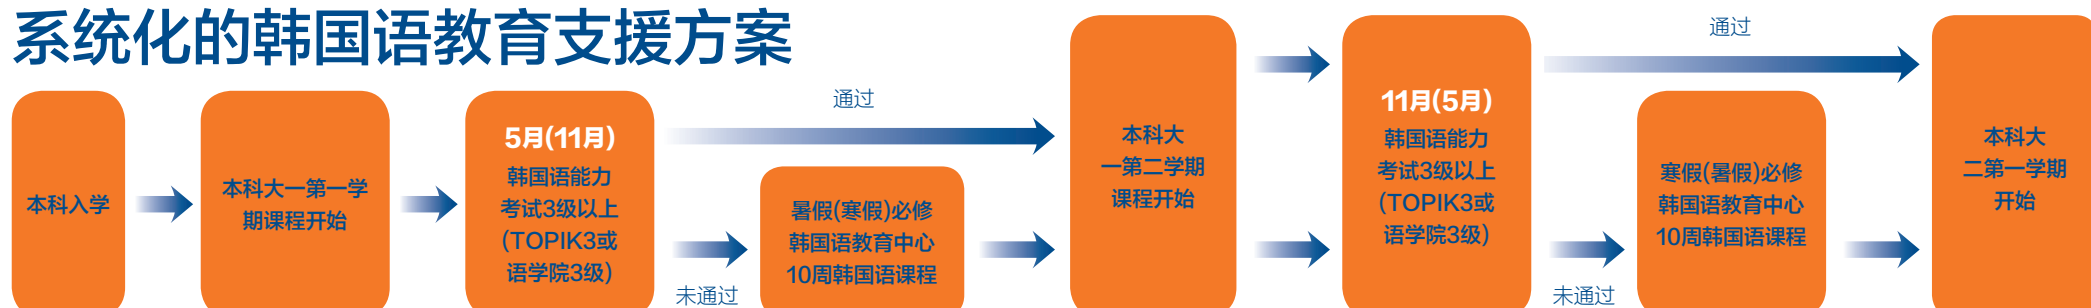 系统化的韩国语教育支援方案
本科入学
本科大一第一学
期课程开始
5月(11月)
韩国语能力
考试3级以上
(TOPIK3或
语学院3级)
通过
未通过
暑假(寒假)必修
韩国语教育中心
10周韩国语课程
本科大
一第二学期
课程开始
11月(5月)
韩国语能力
考试3级以上
(TOPIK3或
语学院3级)
通过
未通过
寒假(暑假)必修
韩国语教育中心
10周韩国语课程
本科大
二第一学期
开始